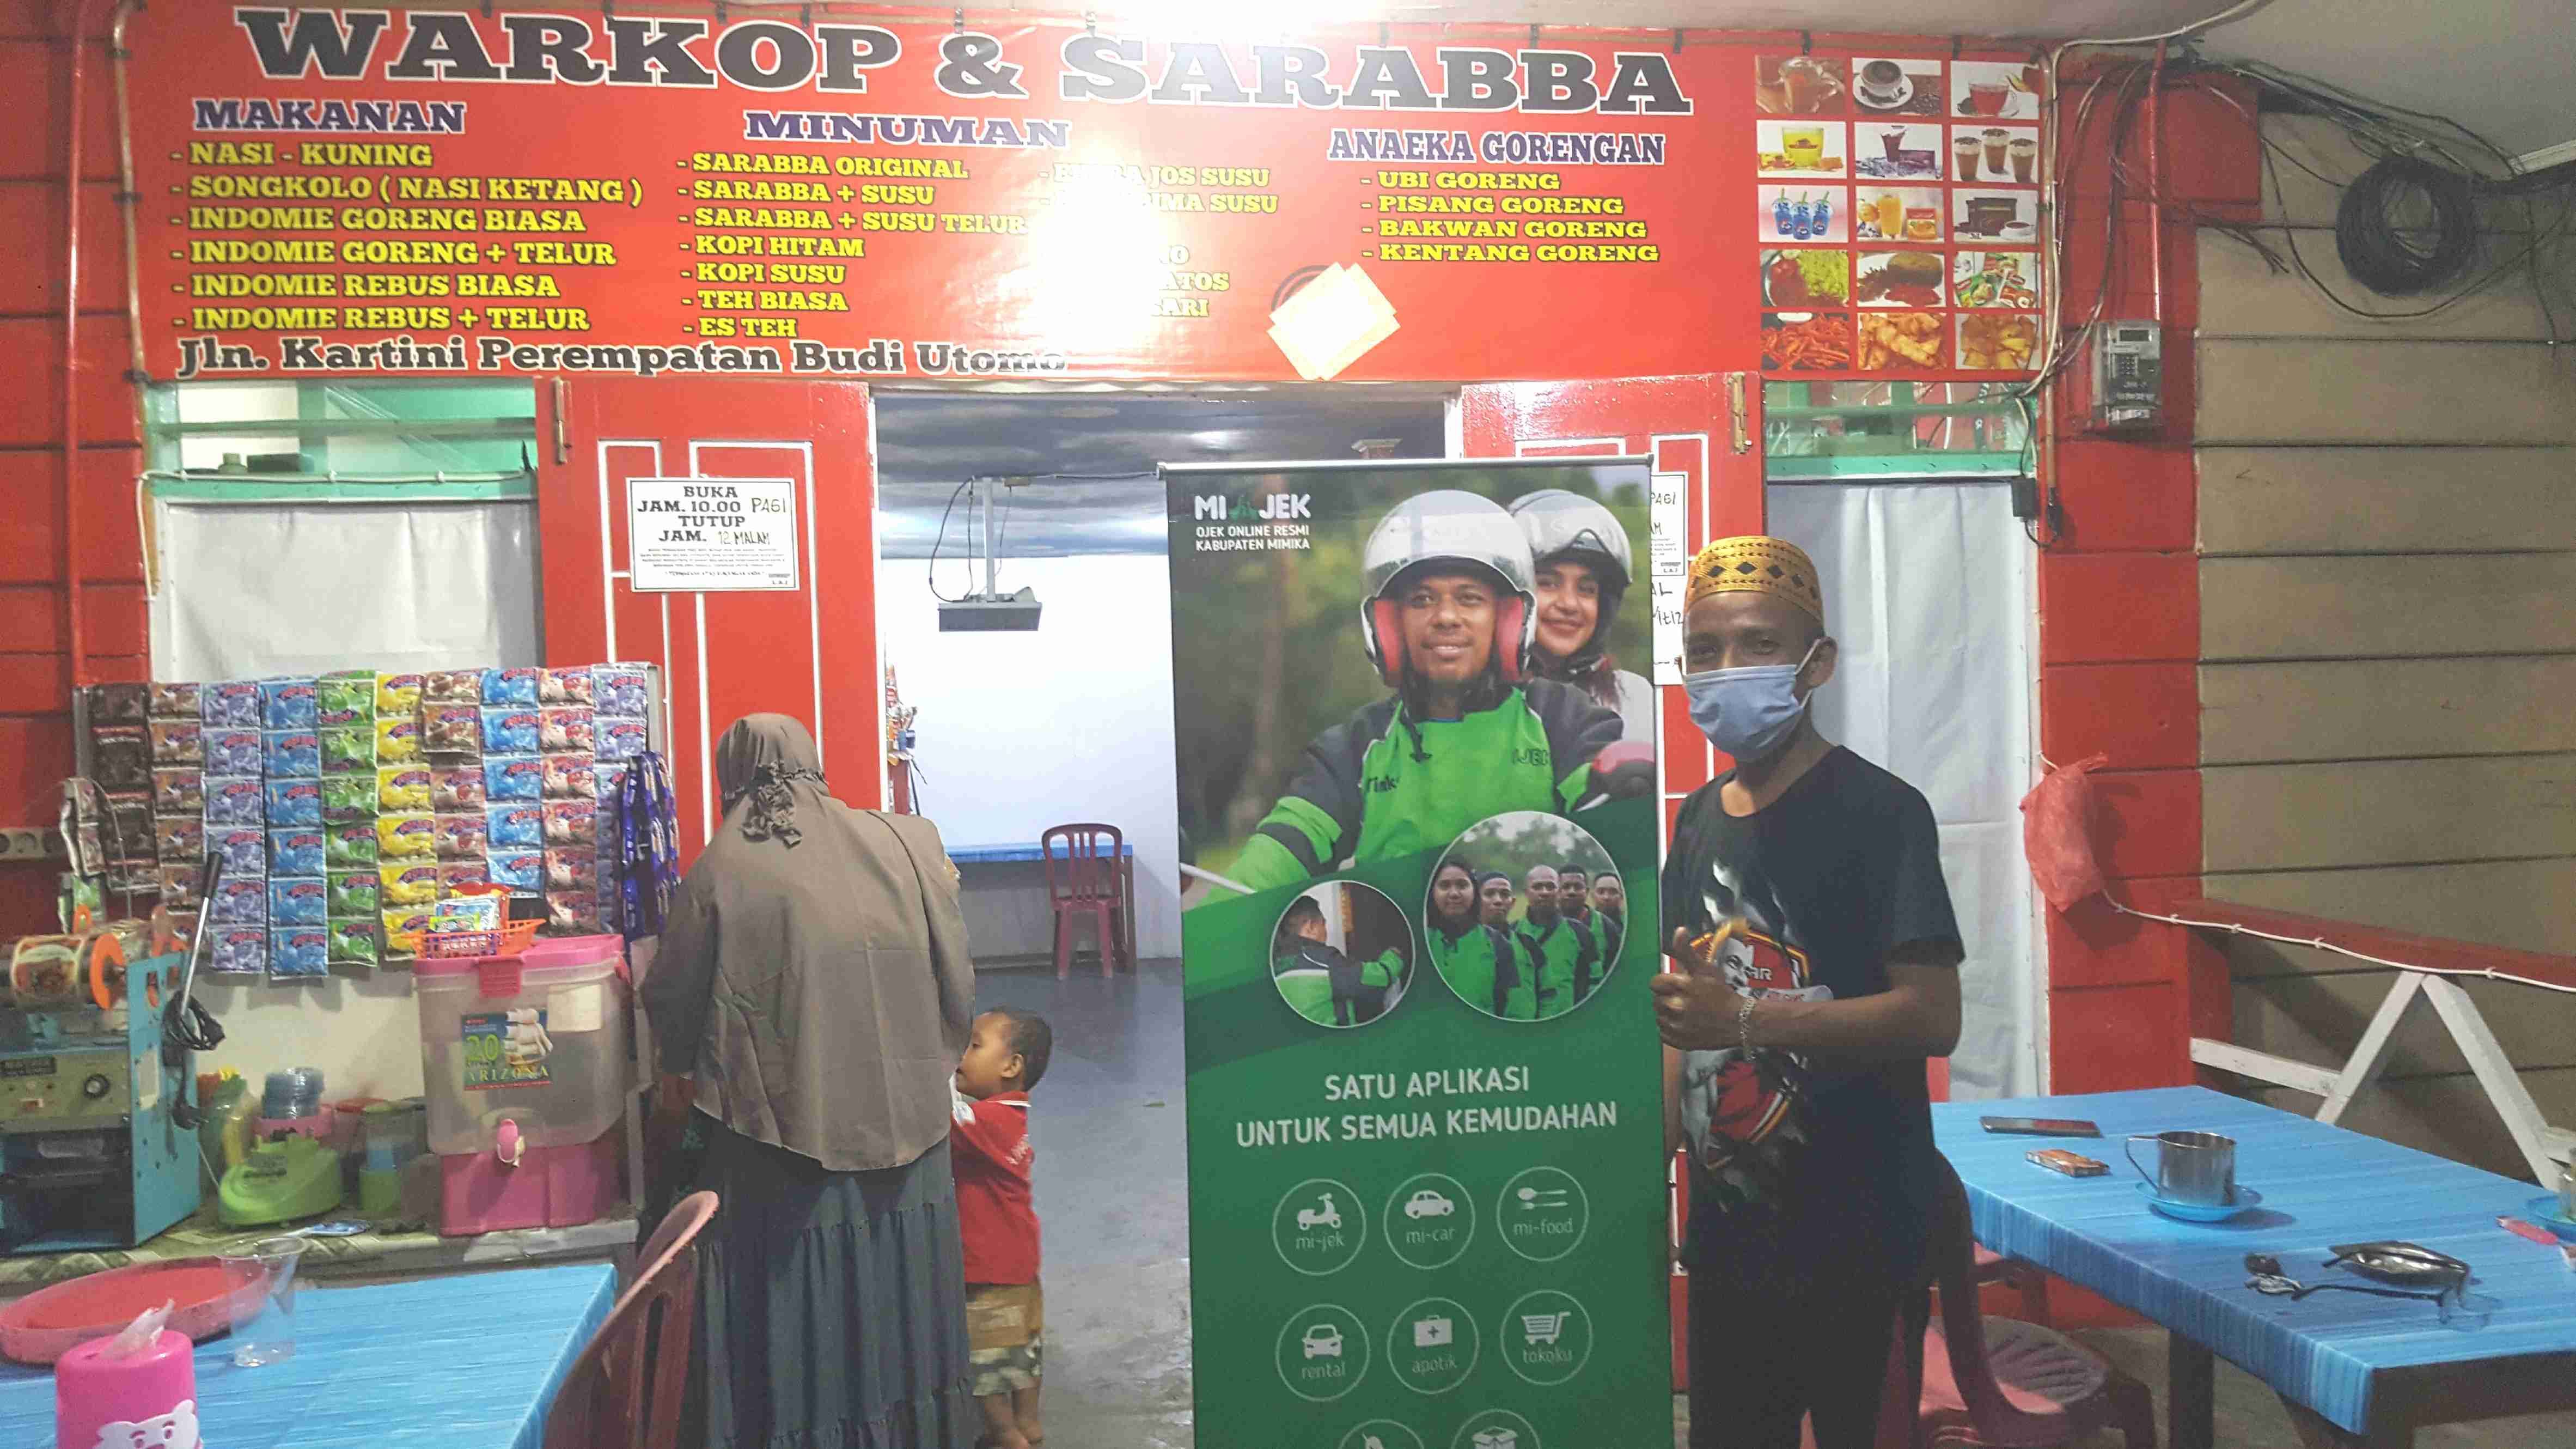 WARKOP & SARABBA
MAKANAN
- NASI - KUNING
- SONGKOLO ( NASI KETANG )
- INDOMIE GORENG BIASA
- INDOMIE GORENG + TELUR
- INDOMIE REBUS BIASA
- INDOMIE REBUS + TELUR
MINUMAN
- SARABBA ORIGINAL
- SARABBA + SUSU
- SARABBA + SUSU TELUR
- KOPI HITAM
- KOPI SUSU
- TEH BIASA
- ES TEH
JOS SUSU
SUSU
ANAEKA GORENGAN
- UBI GORENG
- PISANG GORENG
- BAKWAN GORENG
- KENTANG GORENG
Jln. Kartini Perempatan Budi Utomo
BUKA
JAM. 10.00 PAGI
TUTUP
JAM. 12 MALAM
MI JEK
OJEK ONLINE RESMI
KABUPATEN MIMIKA
SATU APLIKASI
UNTUK SEMUA KEMUDAHAN
mi-jek
mi-car
mi-food
rental
apotik
tokoku
20
ARIZONA